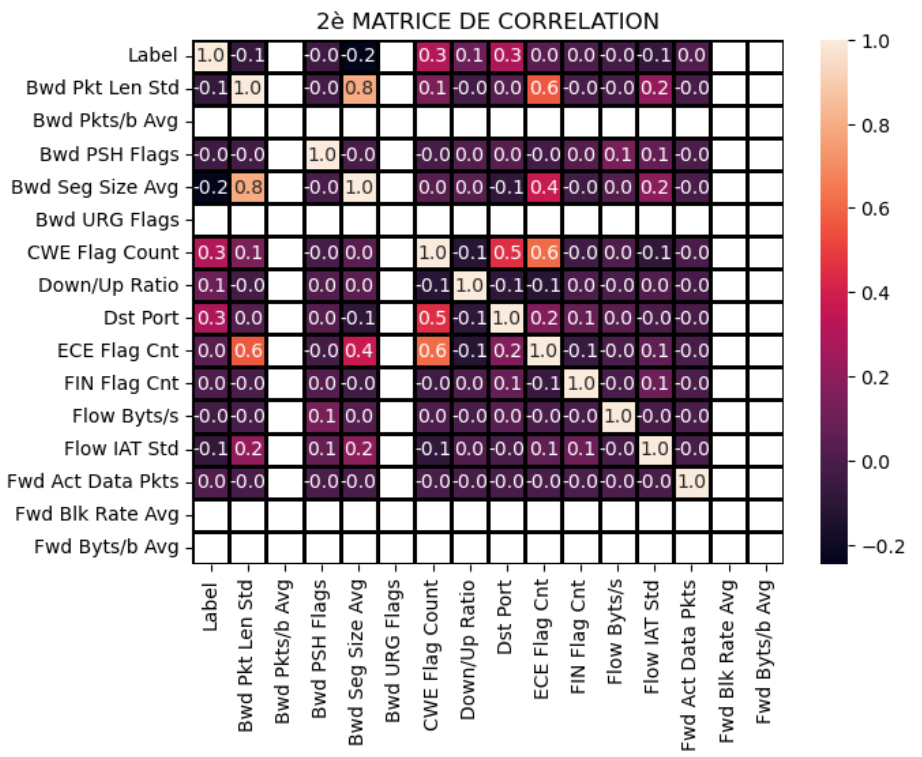 2è MATRICE DE CORRELATION
Label 1.0 -0.1 -0.0 -0.2 0.3 0.1 0.3 0.0 0.0 -0.0 -0.1 0.0
Bwd Pkt Len Std -0.1 1.0 -0.0 0.8 0.1 -0.0 0.0 0.6 -0.0 -0.0 0.2 -0.0
Bwd Pkts/b Avg
Bwd PSH Flags -0.0 -0.0 1.0 -0.0 -0.0 0.0 0.0 -0.0 0.0 0.1 0.1 -0.0
Bwd Seg Size Avg -0.2 0.8 -0.0 1.0 0.0 0.0 -0.1 0.4 -0.0 0.0 0.2 -0.0
Bwd URG Flags
CWE Flag Count 0.3 0.1 -0.0 0.0 1.0 -0.1 0.5 0.6 -0.0 0.0 -0.1 -0.0
Down/Up Ratio 0.1 -0.0 0.0 0.0 -0.1 1.0 -0.1 -0.1 0.0 -0.0 0.0 -0.0
Dst Port 0.3 0.0 0.0 -0.1 0.5 -0.1 1.0 0.2 0.1 -0.0 -0.0 -0.0
ECE Flag Cnt 0.0 0.6 -0.0 0.4 0.6 -0.1 0.2 1.0 -0.1 -0.0 0.1 -0.0
FIN Flag Cnt 0.0 -0.0 0.0 -0.0 -0.0 0.0 0.1 -0.1 1.0 -0.0 0.1 -0.0
Flow Byts/s -0.0 -0.0 0.1 0.0 0.0 -0.0 -0.0 -0.0 -0.0 1.0 -0.0 -0.0
Flow IAT Std -0.1 0.2 0.1 0.2 -0.1 0.0 -0.0 0.1 0.1 -0.0 1.0 -0.0
Fwd Act Data Pkts 0.0 -0.0 -0.0 -0.0 -0.0 -0.0 -0.0 -0.0 -0.0 -0.0 -0.0 1.0
Fwd Blk Rate Avg
Fwd Byts/b Avg
Label
Bwd Pkt Len Std
Bwd Pkts/b Avg
Bwd PSH Flags
Bwd Seg Size Avg
Bwd URG Flags
CWE Flag Count
Down/Up Ratio
Dst Port
ECE Flag Cnt
FIN Flag Cnt
Flow Byts/s
Flow IAT Std
Fwd Act Data Pkts
Fwd Blk Rate Avg
Fwd Byts/b Avg
1.0
0.8
0.6
0.4
0.2
0.0
−0.2